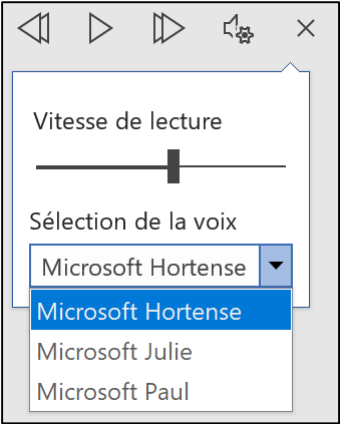 Vitesse de lecture
Sélection de la voix
Microsoft Hortense
Microsoft Hortense
Microsoft Julie
Microsoft Paul